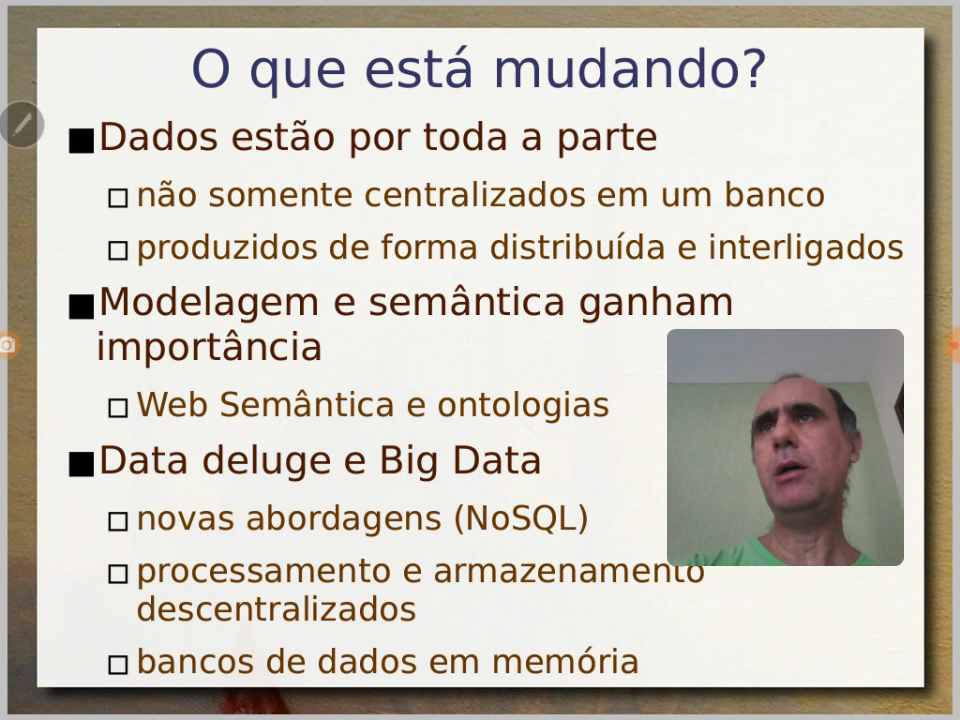 O que está mudando?
Dados estão por toda a parte
não somente centralizados em um banco
produzidos de forma distribuída e interligados
Modelagem e semântica ganham
importância
Web Semântica e ontologias
Data deluge e Big Data
novas abordagens (NoSQL)
processamento e armazenamento
descentralizados
bancos de dados em memória